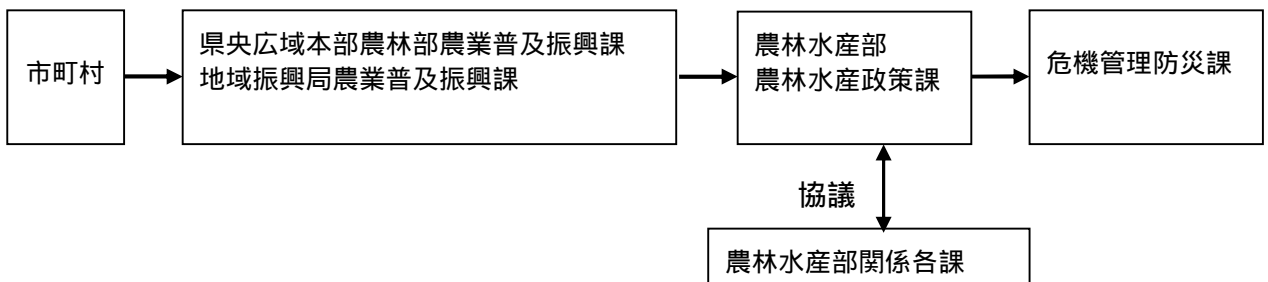 市町村
県央広域本部農林部農業普及振興課
地域振興局農業普及振興課
農林水産部
農林水産政策課
危機管理防災課
協議
農林水産部関係各課